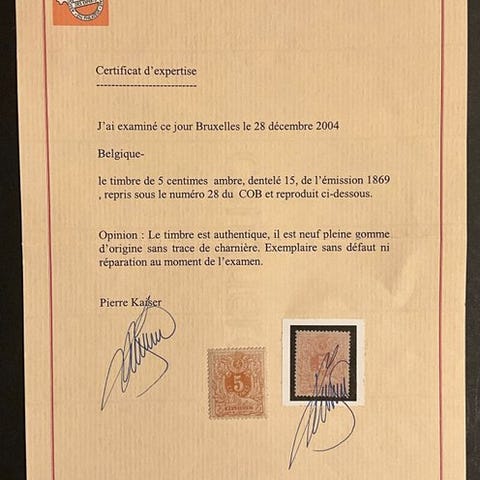 Certificat d'expertise
---------------------------
J'ai examiné ce jour Bruxelles le 28 décembre 2004
Belgique-
le timbre de 5 centimes ambre, dentelé 15, de l'émission 1869
, repris sous le numéro 28 du COB et reproduit ci-dessous.
Opinion : Le timbre est authentique, il est neuf pleine gomme
d'origine sans trace de charnière. Exemplaire sans défaut ni
réparation au moment de l'examen.
Pierre Kaiser
5